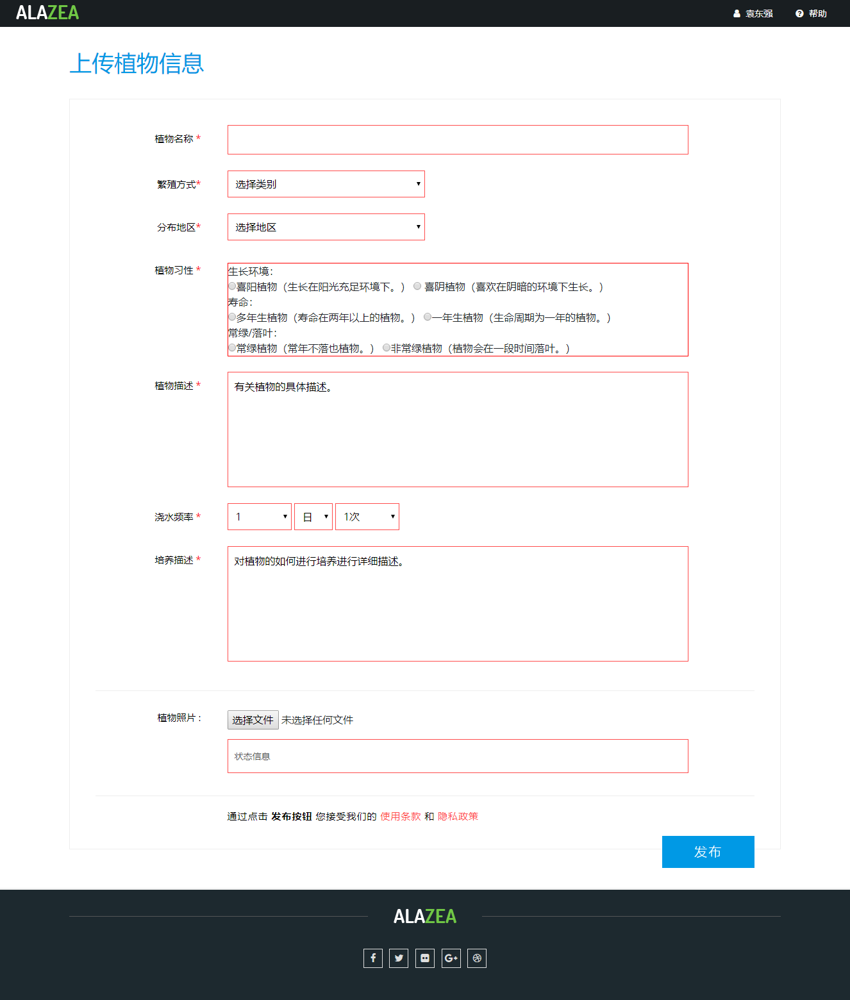 ALAZEA
袁东强
帮助
上传植物信息
植物名称 *
繁殖方式*
选择类别
分布地区*
选择地区
植物习性 *
生长环境：
喜阳植物（生长在阳光充足环境下。） 喜阴植物（喜欢在阴暗的环境下生长。）
寿命：
多年生植物（寿命在两年以上的植物。） 一年生植物（生命周期为一年的植物。）
常绿/落叶：
常绿植物（常年不落也植物。） 非常绿植物（植物会在一段时间落叶。）
植物描述 *
有关植物的具体描述。
浇水频率 *
1 日 1次
培养描述 *
对植物的如何进行培养进行详细描述。
植物照片 :
选择文件 未选择任何文件
状态信息
通过点击 发布按钮 您接受我们的 使用条款 和 隐私政策
发布
ALAZEA